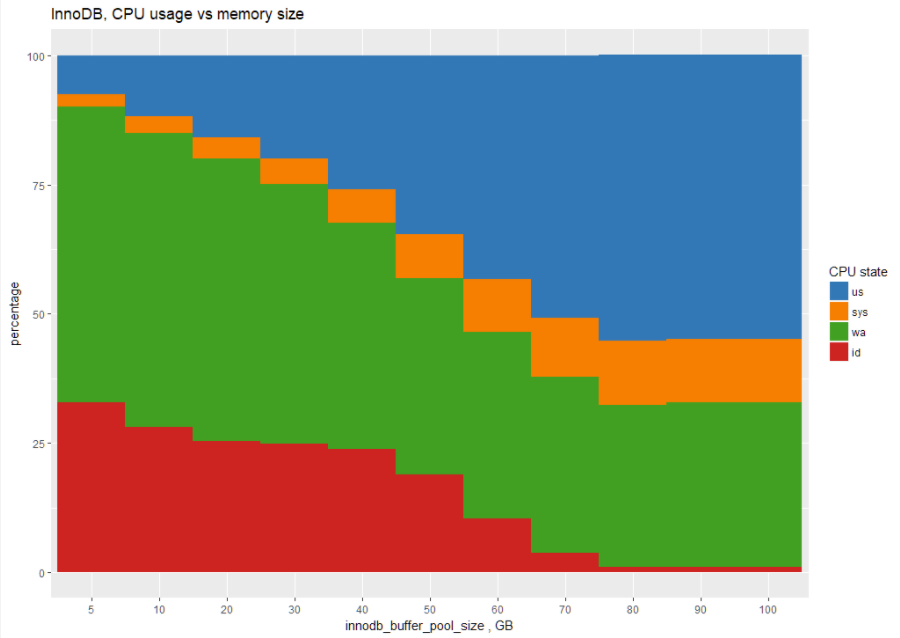 InnoDB, CPU usage vs memory size
100
75
50
25
0
percentage
5 10 20 30 40 50 60 70 80 90 100
innodb_buffer_pool_size , GB
CPU state
us
sys
wa
id